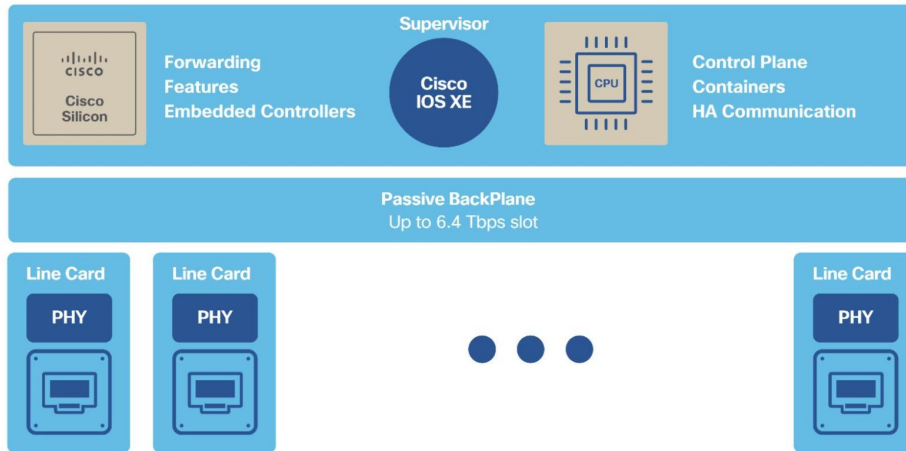 Supervisor
CISCO
Cisco
Silicon
Forwarding
Features
Embedded Controllers
Cisco
IOS XE
CPU
Control Plane
Containers
HA Communication
Passive BackPlane
Up to 6.4 Tbps slot
Line Card
PHY
Line Card
PHY
Line Card
PHY